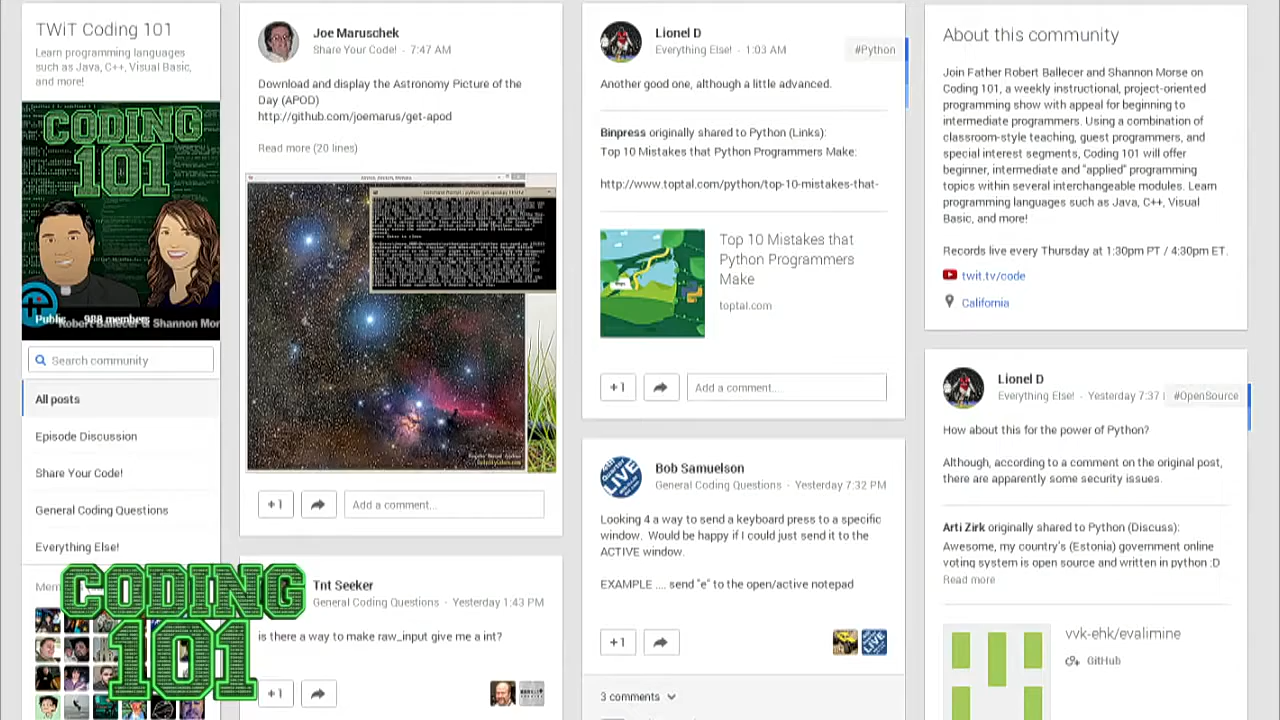 TWiT Coding 101
Learn programming languages
such as Java, C++, Visual Basic,
and more!
CODING
101
Public
988 members
Robert Ballecer & Shannon Mor
Search community
All posts
Episode Discussion
Share Your Code!
General Coding Questions
Everything Else!
CODING
101
Joe Maruschek
Share Your Code! - 7:47 AM
Download and display the Astronomy Picture of the
Day (APOD)
http://github.com/joemarus/get-apod
Read more (20 lines)
+1
Add a comment...
Tnt Seeker
General Coding Questions - Yesterday 1:43 PM
is there a way to make raw_input give me a int?
+1
Lionel D
Everything Else! - 1:03 AM
#Python
Another good one, although a little advanced.
Binpress originally shared to Python (Links):
Top 10 Mistakes that Python Programmers Make:
http://www.toptal.com/python/top-10-mistakes-that-
Top 10 Mistakes that
Python Programmers
Make
toptal.com
+1
Add a comment...
Bob Samuelson
General Coding Questions - Yesterday 7:32 PM
LIVE
Looking 4 a way to send a keyboard press to a specific
window. Would be happy if I could just send it to the
ACTIVE window.
EXAMPLE ... send "e" to the open/active notepad
+1
LIVE
3 comments
About this community
Join Father Robert Ballecer and Shannon Morse on
Coding 101, a weekly instructional, project-oriented
programming show with appeal for beginning to
intermediate programmers. Using a combination of
classroom-style teaching, guest programmers, and
special interest segments, Coding 101 will offer
beginner, intermediate and "applied" programming
topics within several interchangeable modules. Learn
programming languages such as Java, C++, Visual
Basic, and more!
Records live every Thursday at 1:30pm PT / 4:30pm ET.
twit.tv/code
California
Lionel D
Everything Else! - Yesterday 7:37
#OpenSource
How about this for the power of Python?
Although, according to a comment on the original post,
there are apparently some security issues.
Arti Zirk originally shared to Python (Discuss):
Awesome, my country's (Estonia) government online
voting system is open source and written in python :D
Read more
vvk-ehk/evalimine
GitHub